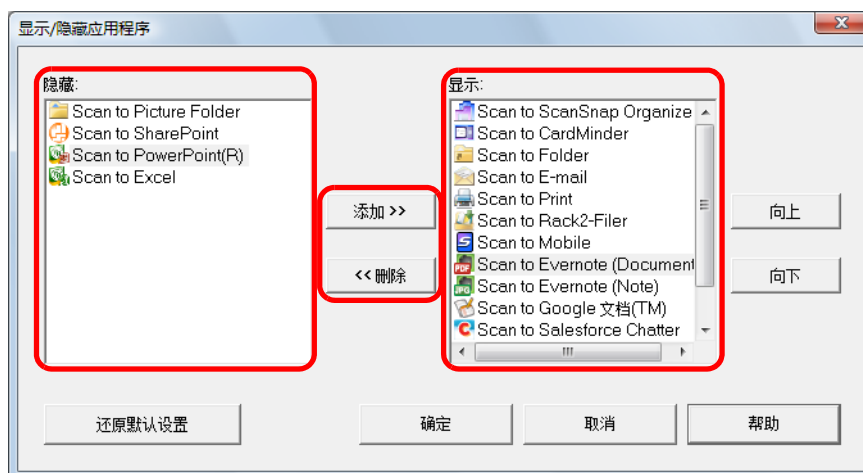 显示/隐藏应用程序
隐藏:
Scan to Picture Folder
Scan to SharePoint
Scan to PowerPoint(R)
Scan to Excel
添加 >>
<< 删除
显示:
Scan to ScanSnap Organize
Scan to CardMinder
Scan to Folder
Scan to E-mail
Scan to Print
Scan to Rack2-Filer
Scan to Mobile
Scan to Evernote (Document
Scan to Evernote (Note)
Scan to Google 文档(TM)
Scan to Salesforce Chatter
向上
向下
还原默认设置
确定
取消
帮助